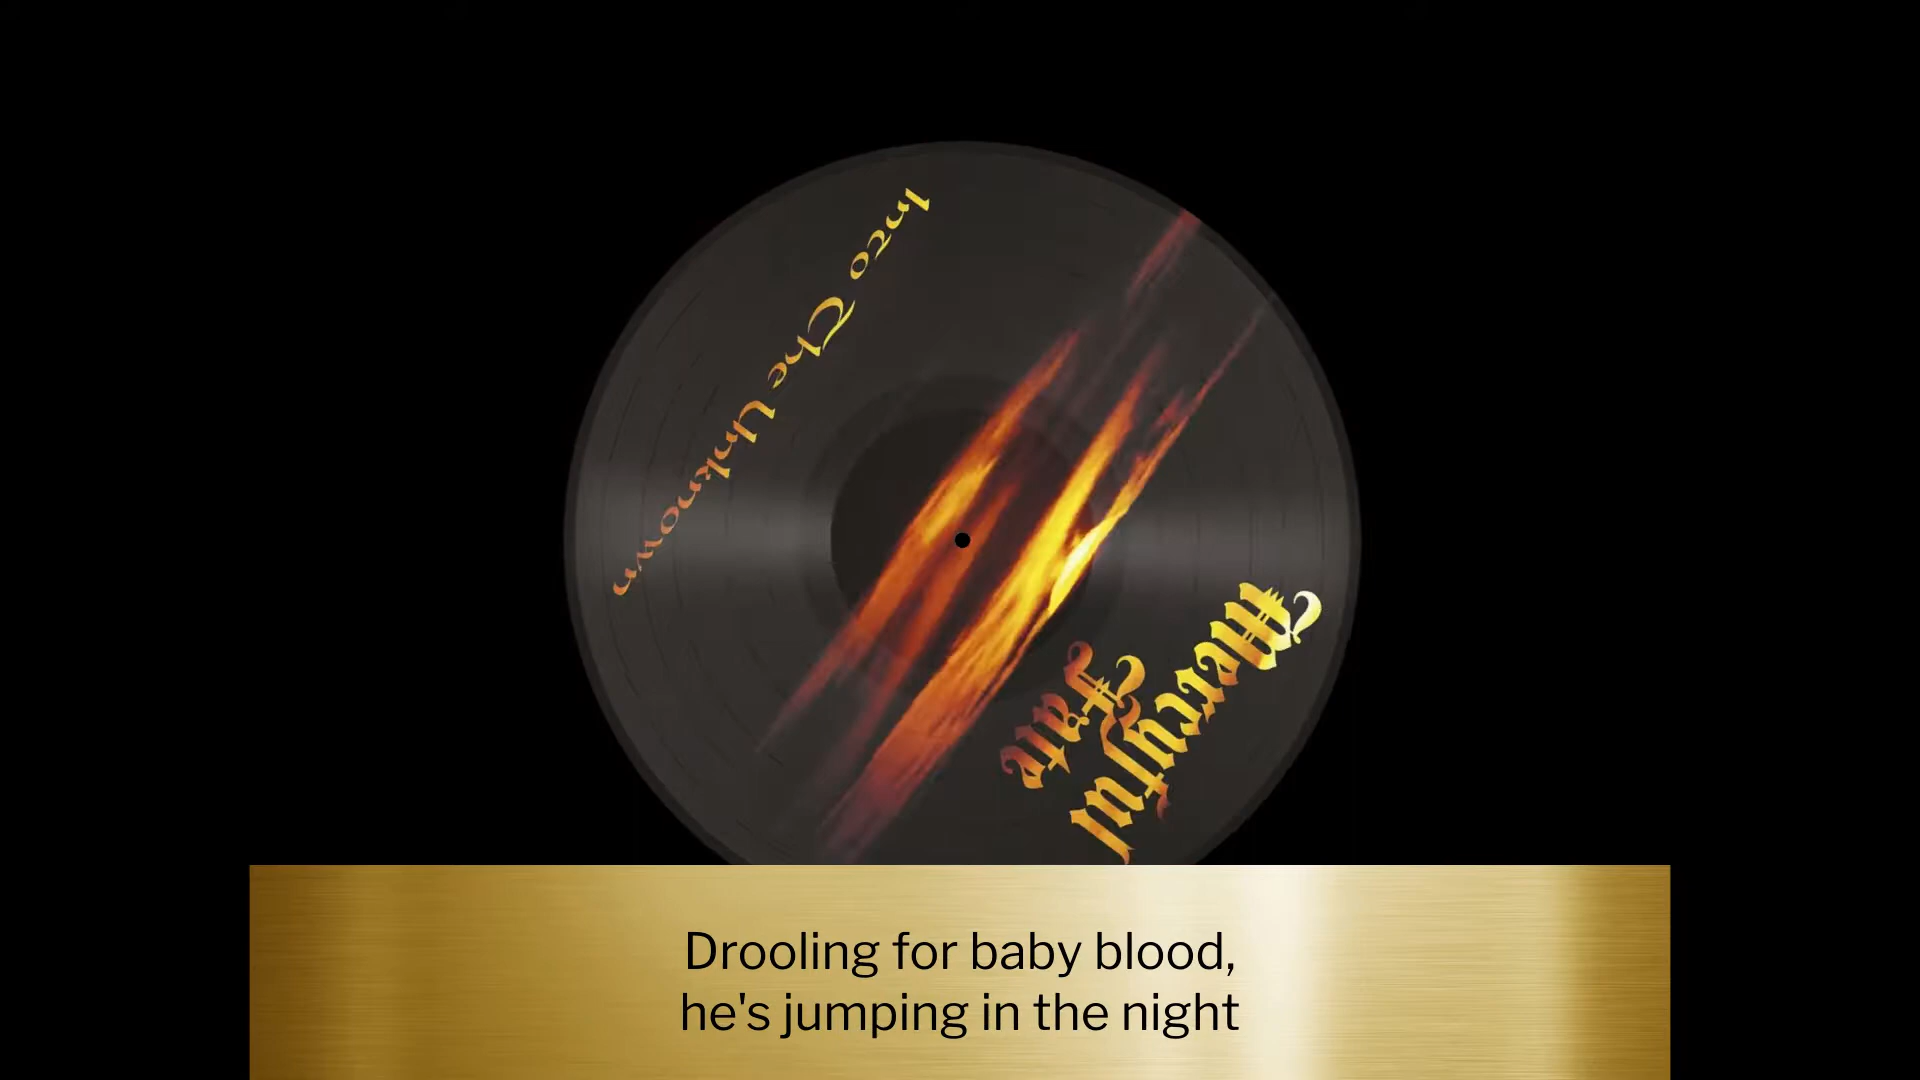 Into The Unknown
Mercyful
Fate
Drooling for baby blood,
he's jumping in the night